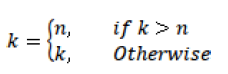 k = { n, if k > n
k, Otherwise